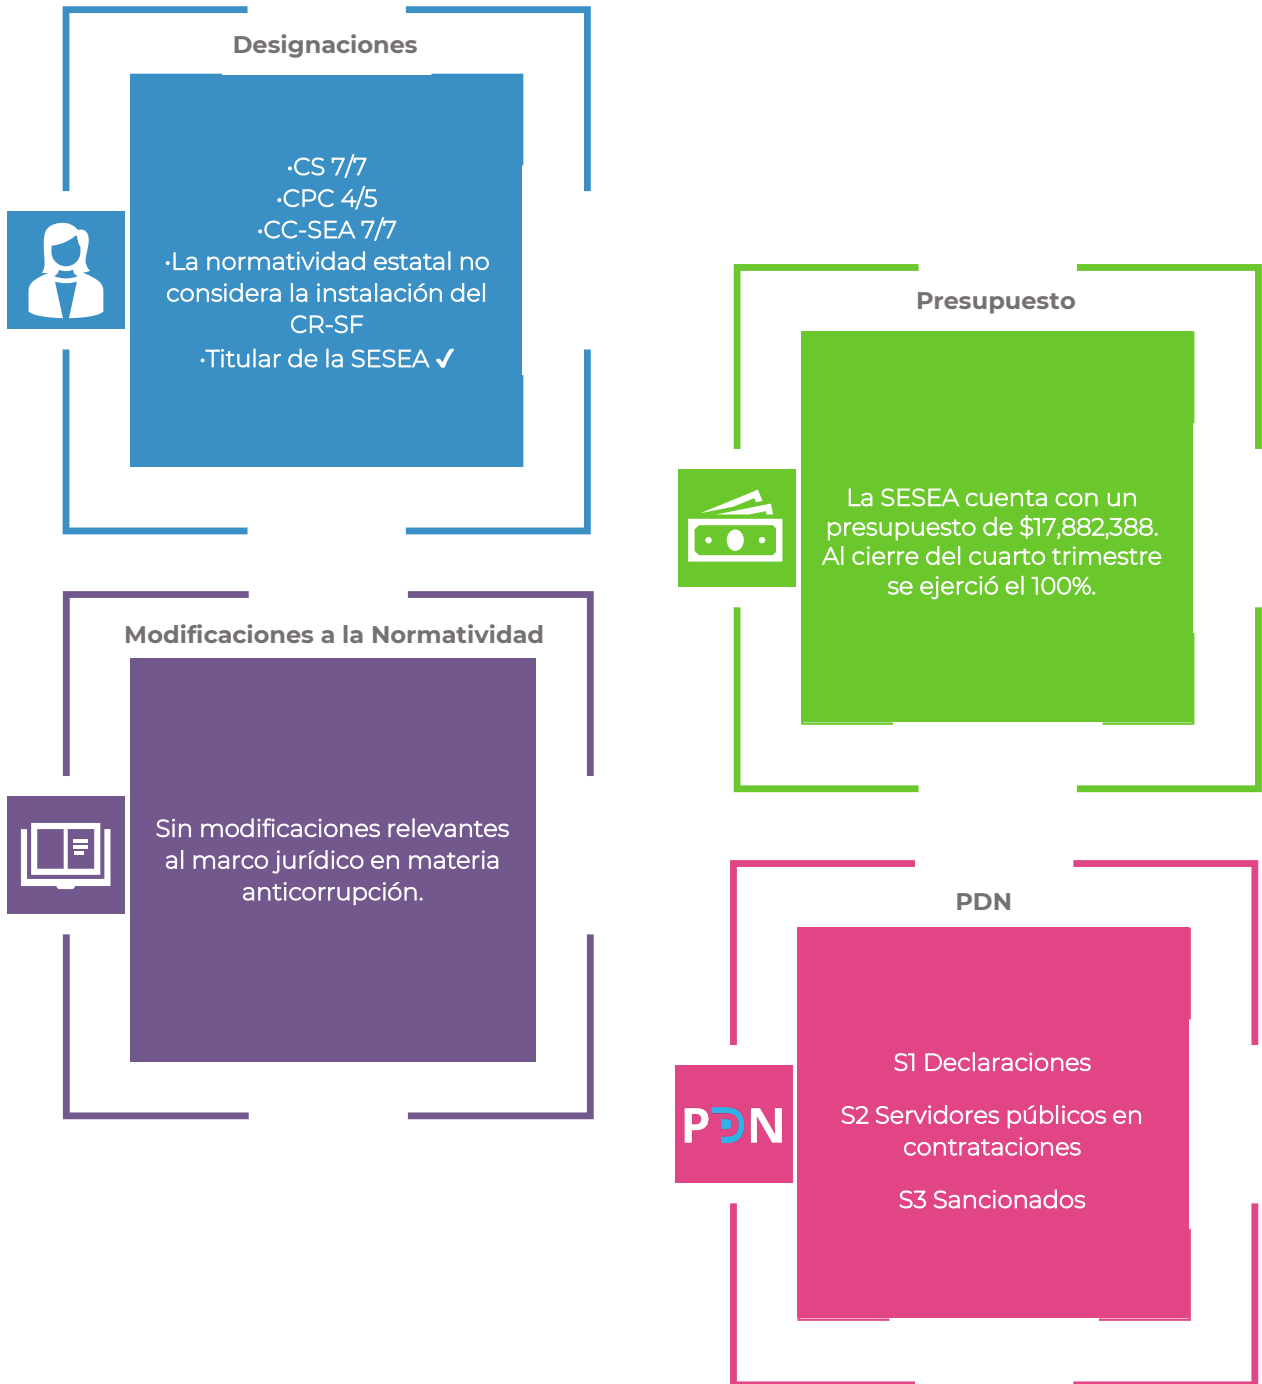 Designaciones
•CS 7/7
•CPC 4/5
•CC-SEA 7/7
•La normatividad estatal no
considera la instalación del
CR-SF
•Titular de la SESEA ✔
Presupuesto
La SESEA cuenta con un
presupuesto de $17,882,388.
Al cierre del cuarto trimestre
se ejerció el 100%.
Modificaciones a la Normatividad
Sin modificaciones relevantes
al marco jurídico en materia
anticorrupción.
PDN
PDN
S1 Declaraciones
S2 Servidores públicos en
contrataciones
S3 Sancionados